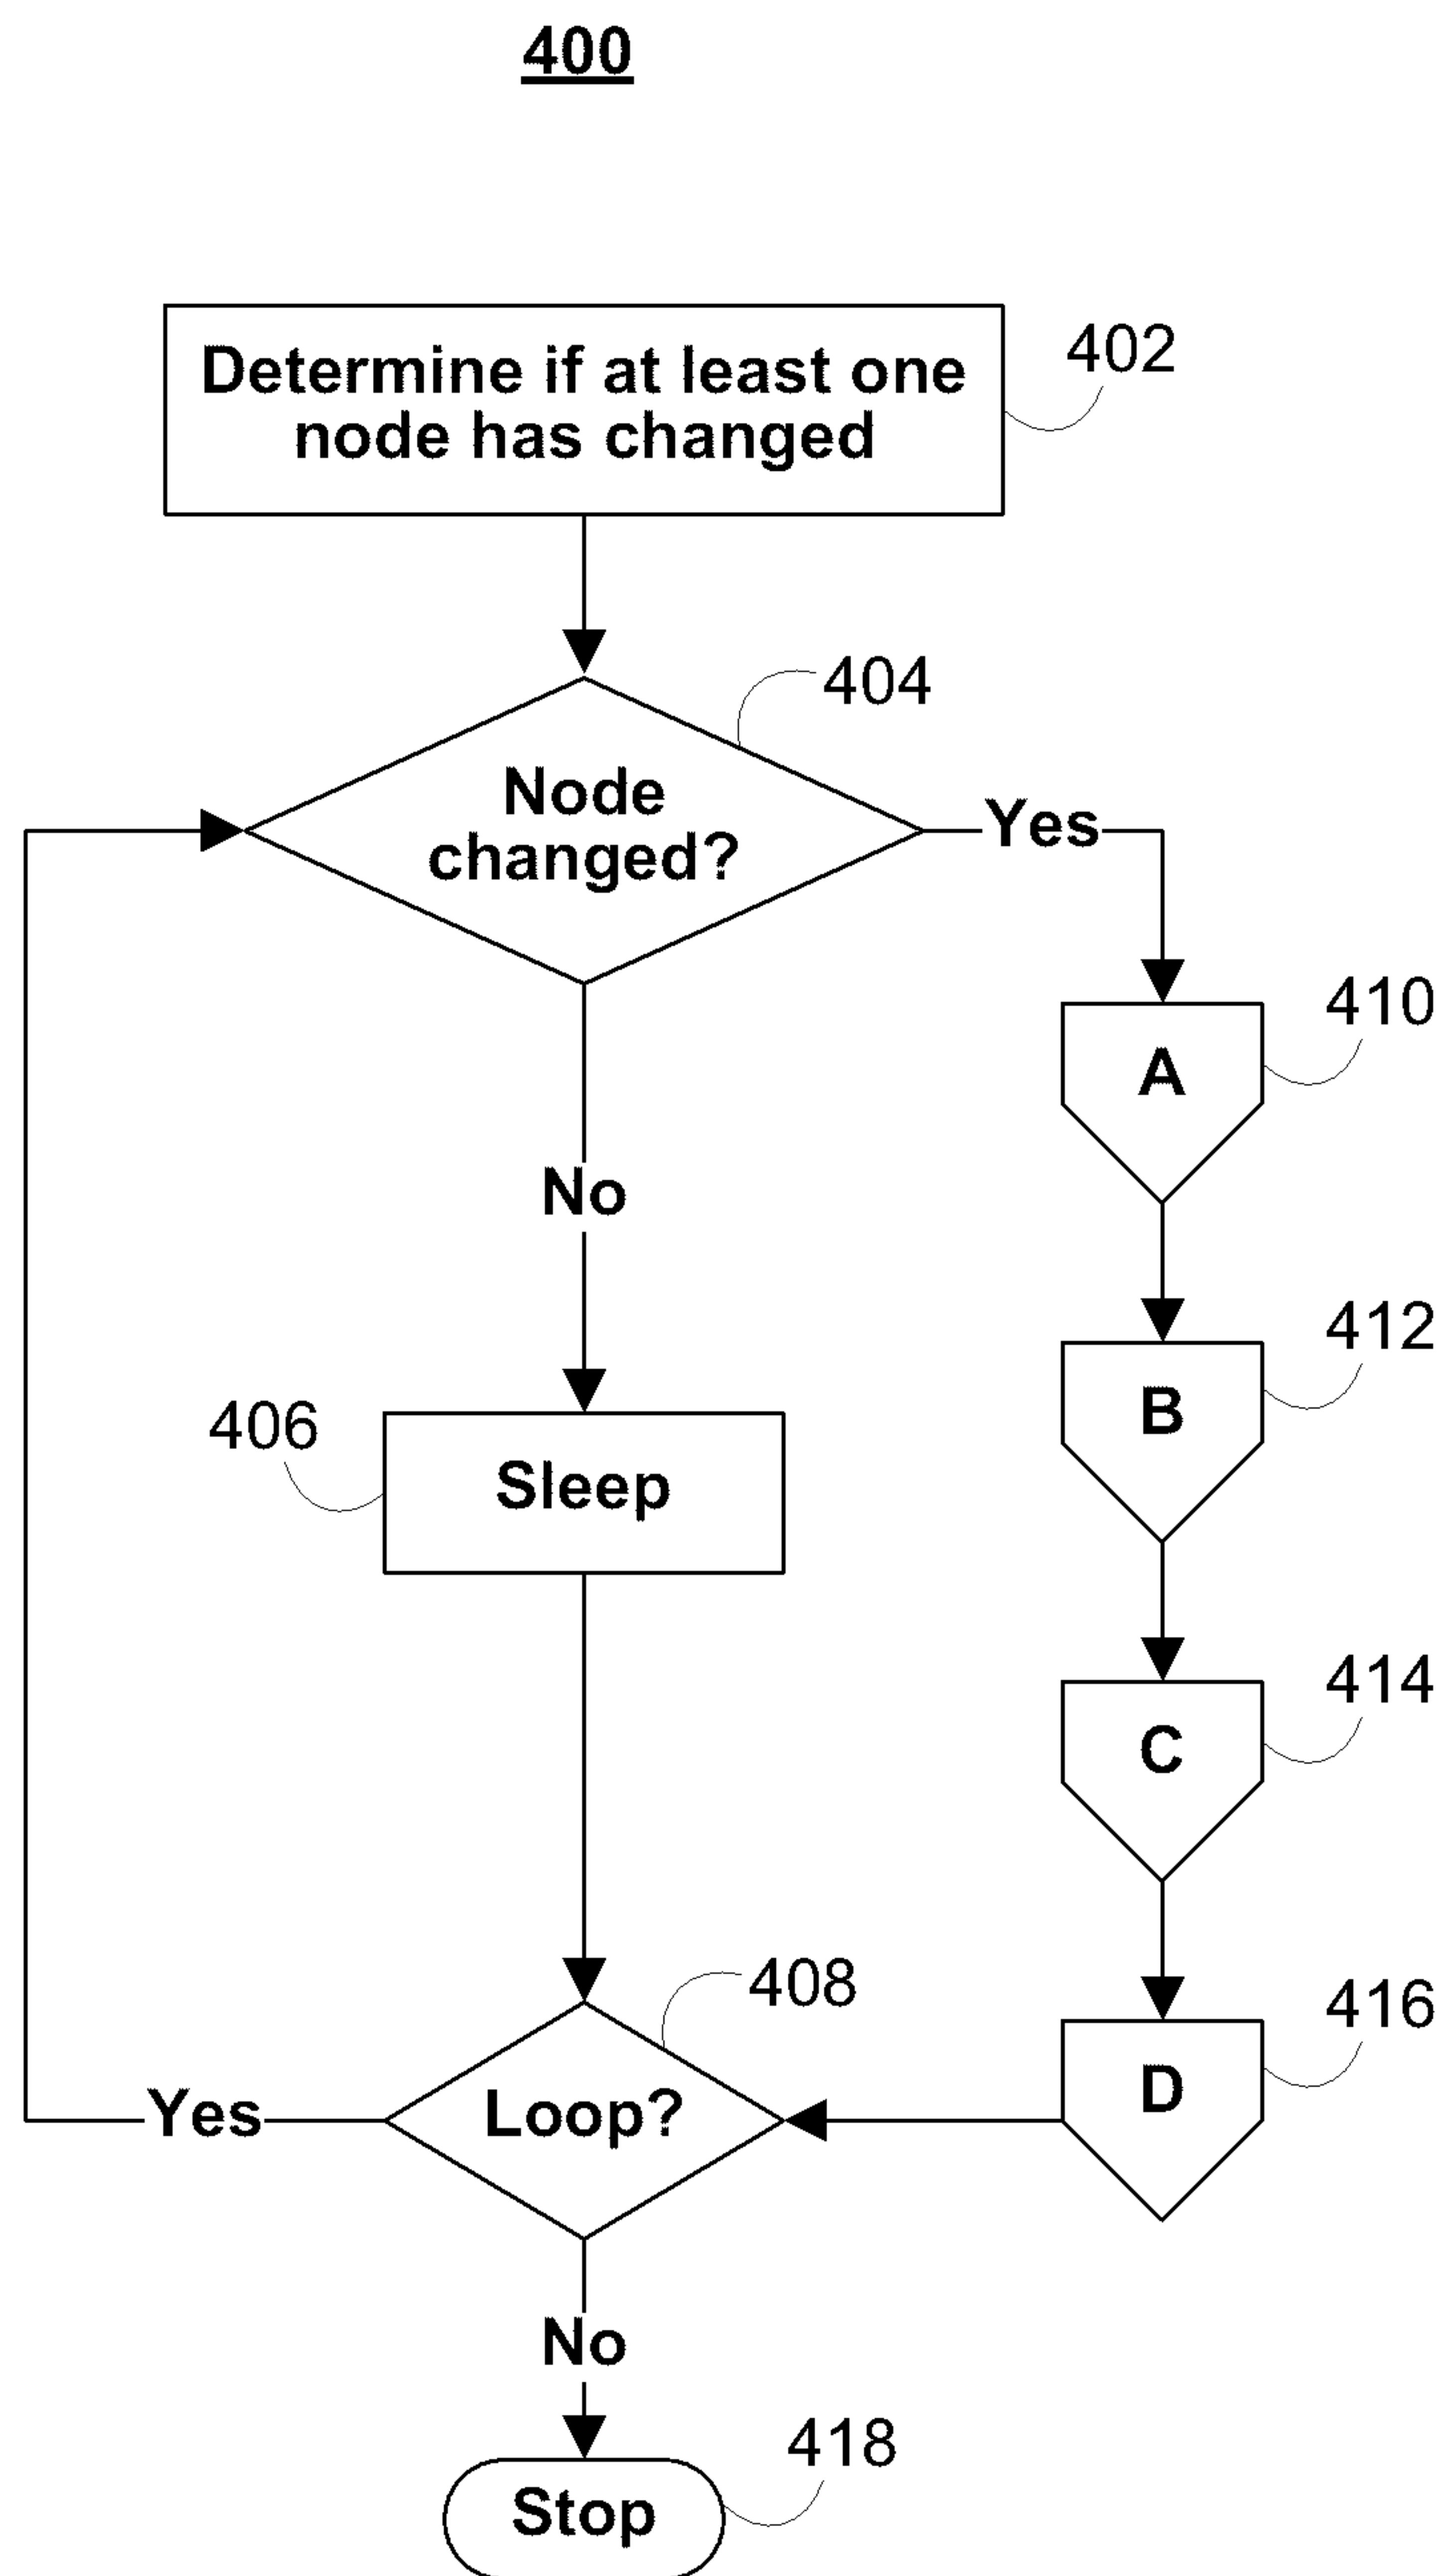 400
Determine if at least one
node has changed
402
404
Node
changed?
Yes
410
A
No
412
B
406
Sleep
414
C
408
416
Yes
Loop?
D
No
418
Stop